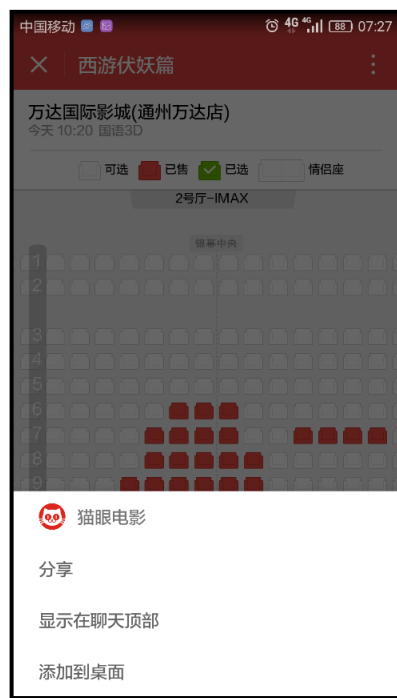 中国移动 4G 4G 88 07:27
西游伏妖篇
万达国际影城(通州万达店)
今天 10:20 国语3D
可选 已售 已选 情侣座
2号厅-IMAX
银幕中央
1
2
3
4
5
6
7
8
9
猫眼电影
分享
显示在聊天顶部
添加到桌面